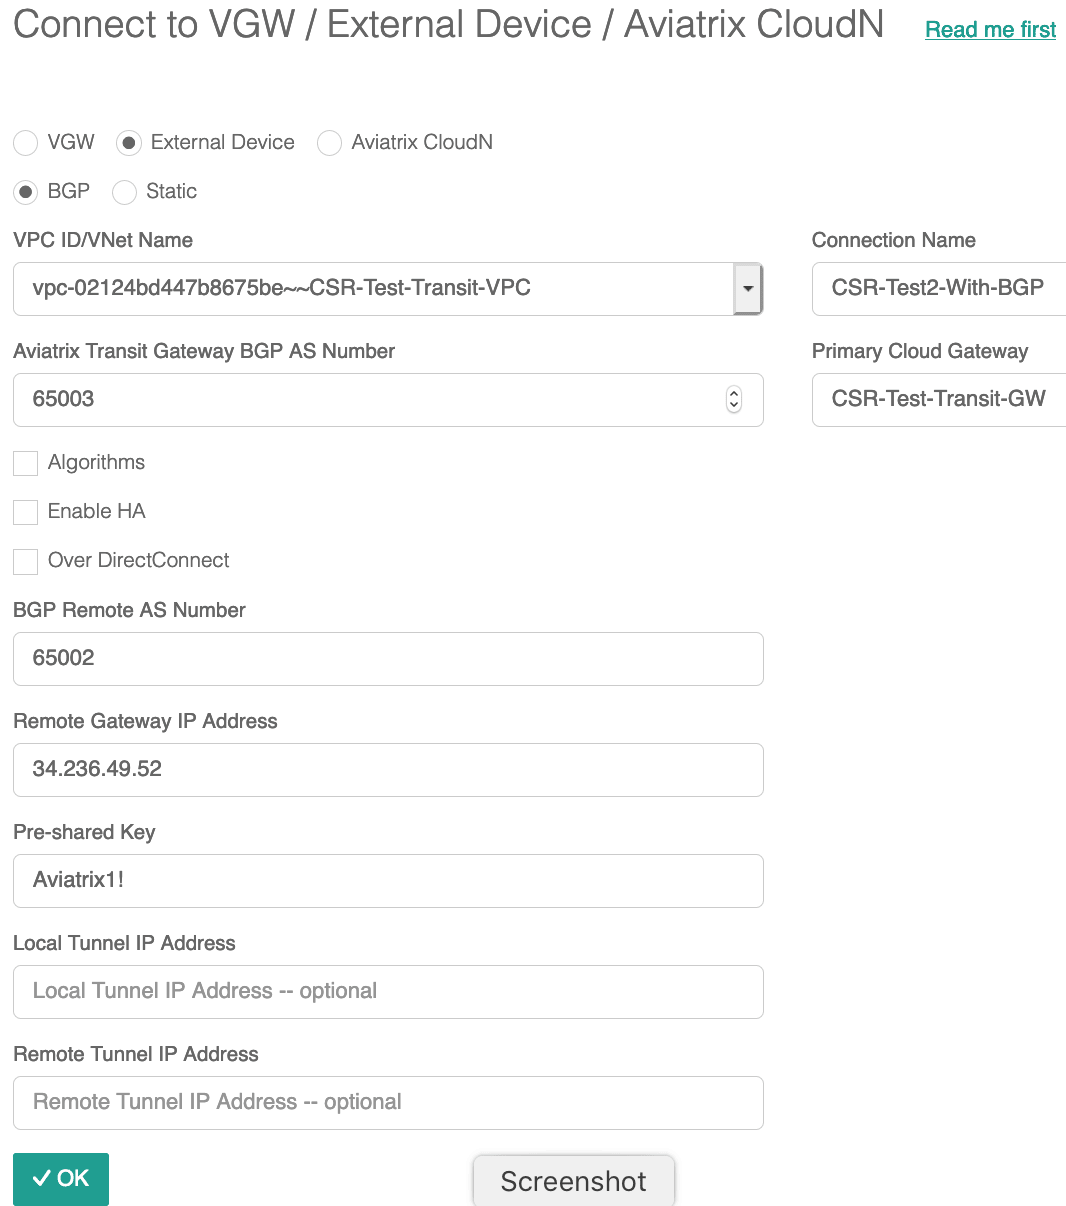 Connect to VGW / External Device / Aviatrix CloudN Read me first
VGW External Device Aviatrix CloudN
BGP Static
VPC ID/VNet Name Connection Name
vpc-02124bd447b8675be~~CSR-Test-Transit-VPC CSR-Test2-With-BGP
Aviatrix Transit Gateway BGP AS Number Primary Cloud Gateway
65003 CSR-Test-Transit-GW
Algorithms
Enable HA
Over DirectConnect
BGP Remote AS Number
65002
Remote Gateway IP Address
34.236.49.52
Pre-shared Key
Aviatrix1!
Local Tunnel IP Address
Local Tunnel IP Address -- optional
Remote Tunnel IP Address
Remote Tunnel IP Address -- optional
OK Screenshot